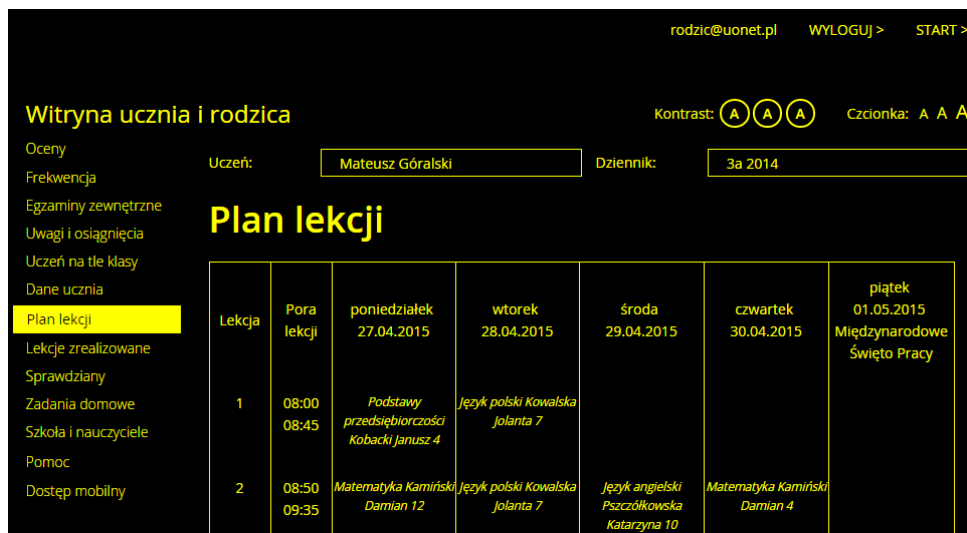 rodzic@uonet.pl WYLOGUJ > START >
Witryna ucznia i rodzica
Kontrast: A A A Czcionka: A A A
Oceny
Frekwencja
Egzaminy zewnętrzne
Uwagi i osiągnięcia
Uczeń na tle klasy
Dane ucznia
Plan lekcji
Lekcje zrealizowane
Sprawdziany
Zadania domowe
Szkoła i nauczyciele
Pomoc
Dostęp mobilny
Uczeń: Mateusz Góralski Dziennik: 3a 2014
Plan lekcji
Lekcja
Pora
lekcji
poniedziałek
27.04.2015
wtorek
28.04.2015
środa
29.04.2015
czwartek
30.04.2015
piątek
01.05.2015
Międzynarodowe
Święto Pracy
1
08:00
08:45
Podstawy
przedsiębiorczości
Kobacki Janusz 4
Język polski Kowalska
Jolanta 7
2
08:50
09:35
Matematyka Kamiński
Damian 12
Język polski Kowalska
Jolanta 7
Język angielski
Pszczółkowska
Katarzyna 10
Matematyka Kamiński
Damian 4